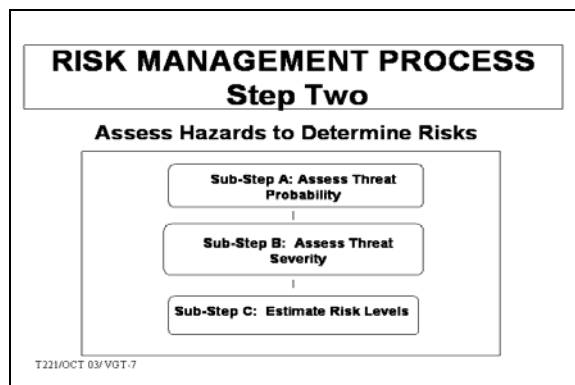 RISK MANAGEMENT PROCESS
Step Two
Assess Hazards to Determine Risks
Sub-Step A: Assess Threat
Probability
Sub-Step B: Assess Threat
Severity
Sub-Step C: Estimate Risk Levels
T221/OCT 03/VGT-7